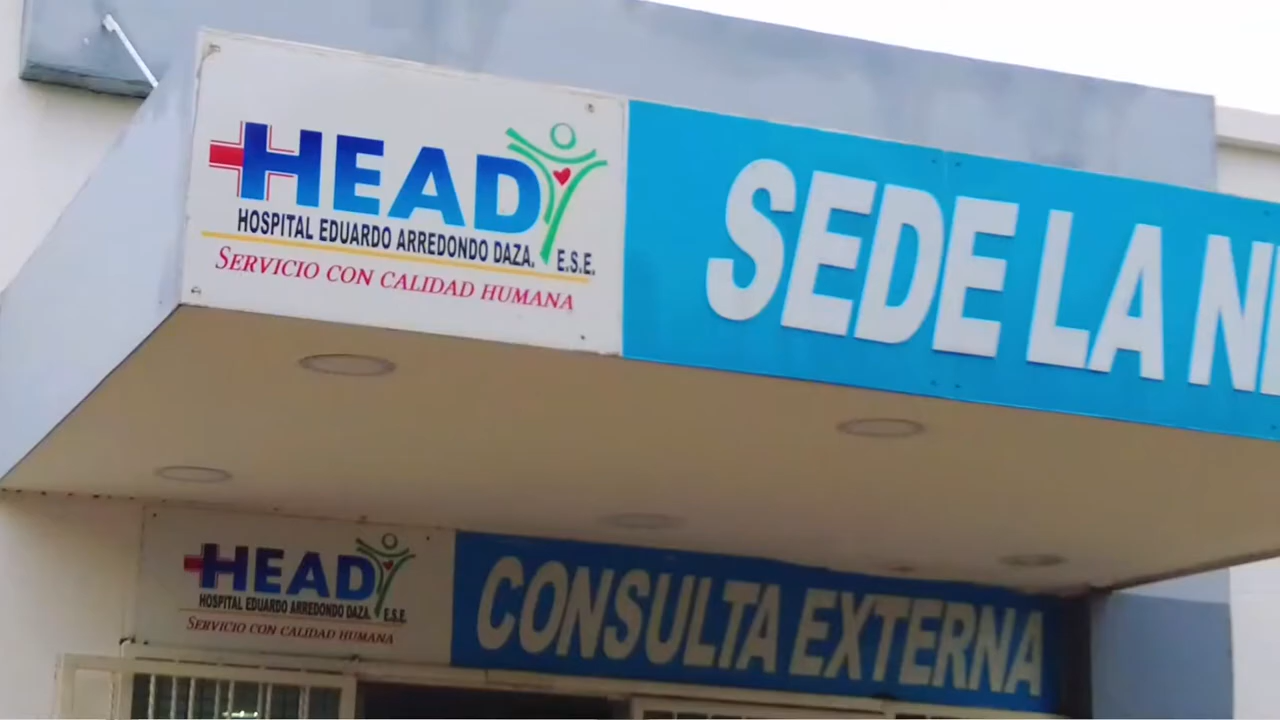 HEAD
HOSPITAL EDUARDO ARREDONDO DAZA. E.S.E.
SERVICIO CON CALIDAD HUMANA
SEDE LA
HEAD
HOSPITAL EDUARDO ARREDONDO DAZA. E.S.E.
SERVICIO CON CALIDAD HUMANA
CONSULTA EXTERNA